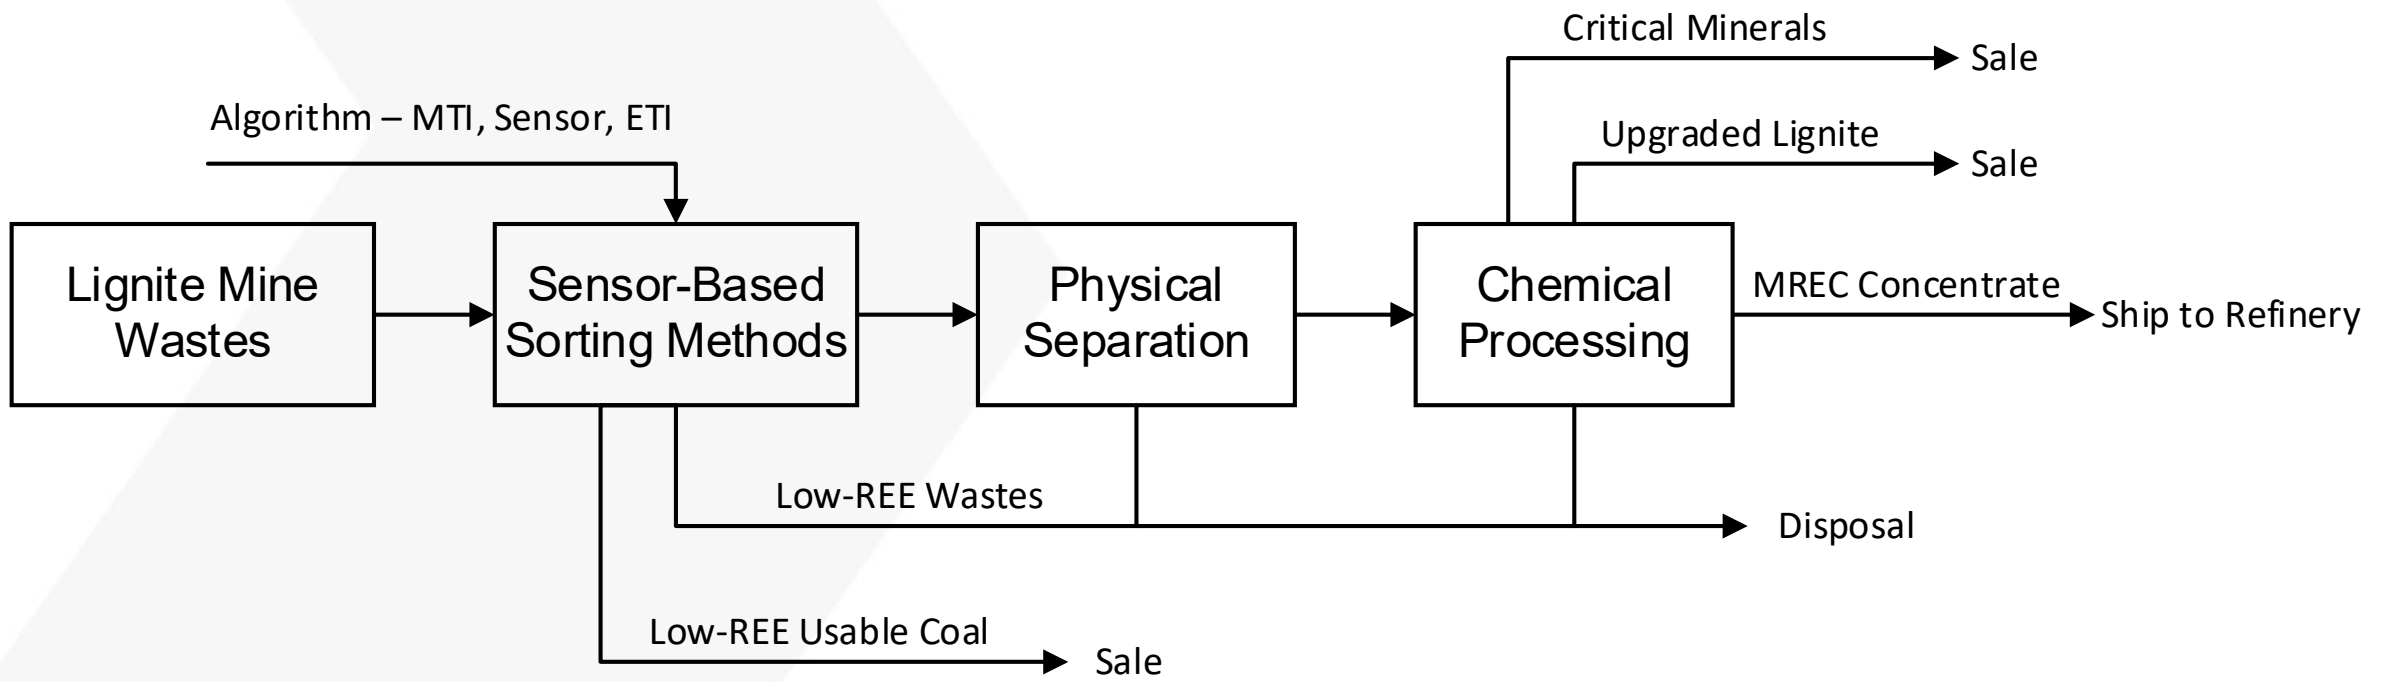 Critical Minerals
Sale
Algorithm – MTI, Sensor, ETI
Upgraded Lignite
Sale
Lignite Mine
Wastes
Sensor-Based
Sorting Methods
Physical
Separation
Chemical
Processing
MREC Concentrate
Ship to Refinery
Low-REE Wastes
Disposal
Low-REE Usable Coal
Sale